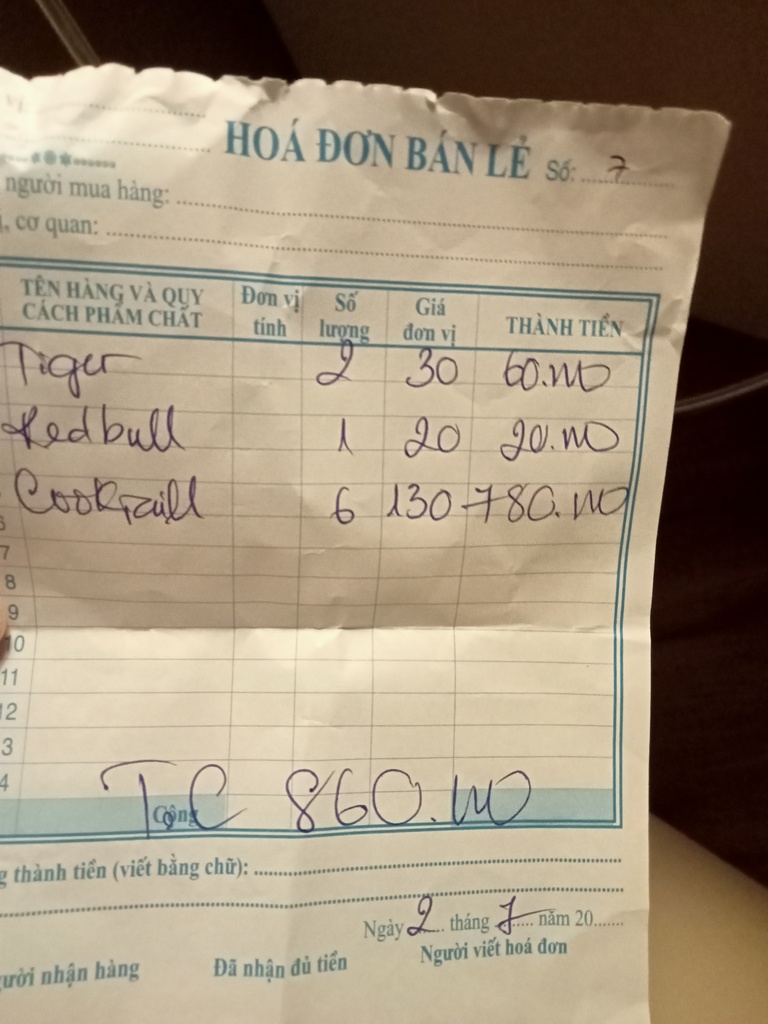 HOÁ ĐƠN BÁN LẺ Số: 7
người mua hàng:
cơ quan:
TÊN HÀNG VÀ QUY CÁCH PHẨM CHẤT Đơn vị tính Số lượng Giá đơn vị THÀNH TIỀN
Tiger 2 30 60.000
Redbull 1 20 20.000
Cooktaill 6 130 780.000
6
7
8
9
10
11
12
3
4
Cộng T.C 860.000
g thành tiền (viết bằng chữ):
Ngày 2 tháng 7 năm 20
ười nhận hàng Đã nhận đủ tiền Người viết hoá đơn